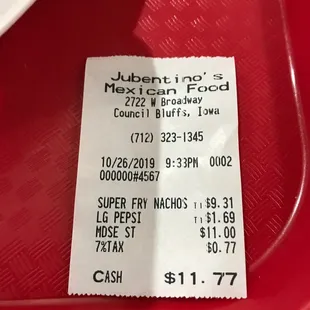 Jubentino's
Mexican Food
2722 W Broadway
Council Bluffs, Iowa
(712) 323-1345
10/26/2019 9:33PM 0002
000000#4567
SUPER FRY NACHOS T1 $9.31
LG PEPSI T1 $1.69
MDSE ST $11.00
7%TAX $0.77
CASH $11.77